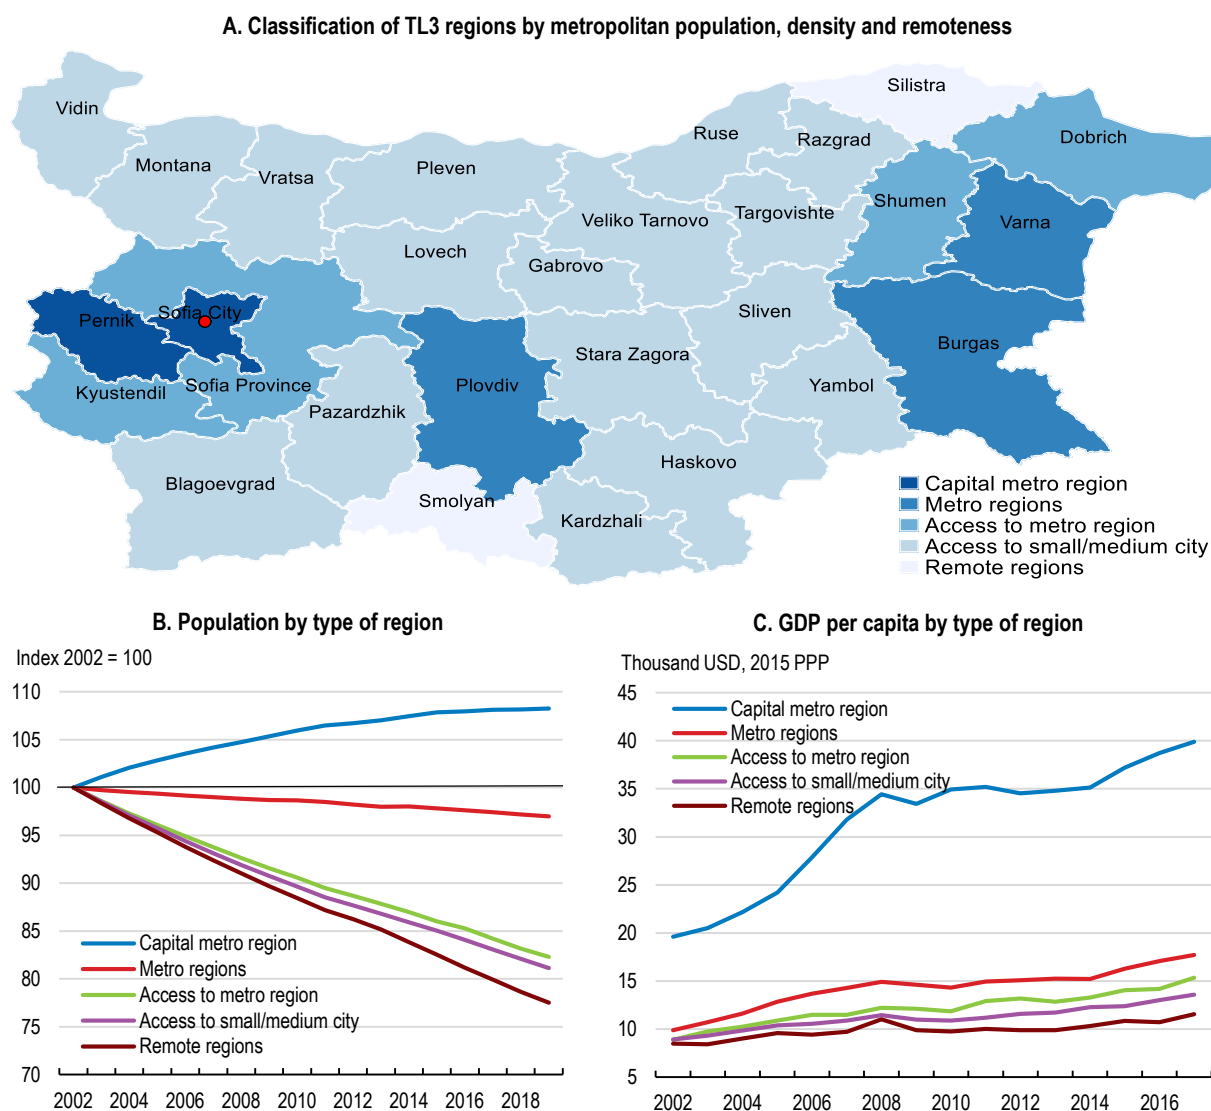 A. Classification of TL3 regions by metropolitan population, density and remoteness
Silistra
Vidin
Ruse
Razgrad
Dobrich
Montana
Pleven
Vratsa
Shumen
Targovishte
Veliko Tarnovo
Varna
Lovech
Gabrovo
Sofia City
Pernik
Sliven
Burgas
Stara Zagora
Kyustendil
Sofia Province
Plovdiv
Yambol
Pazardzhik
Haskovo
Blagoevgrad
Smolyan
Kardzhali
Capital metro region
Metro regions
Access to metro region
Access to small/medium city
Remote regions
B. Population by type of region
Index 2002 = 100
110
105
100
95
90
85
80
75
70
Capital metro region
Metro regions
Access to metro region
Access to small/medium city
Remote regions
2002 2004 2006 2008 2010 2012 2014 2016 2018
C. GDP per capita by type of region
Thousand USD, 2015 PPP
45
40
35
30
25
20
15
10
5
Capital metro region
Metro regions
Access to metro region
Access to small/medium city
Remote regions
2002 2004 2006 2008 2010 2012 2014 2016